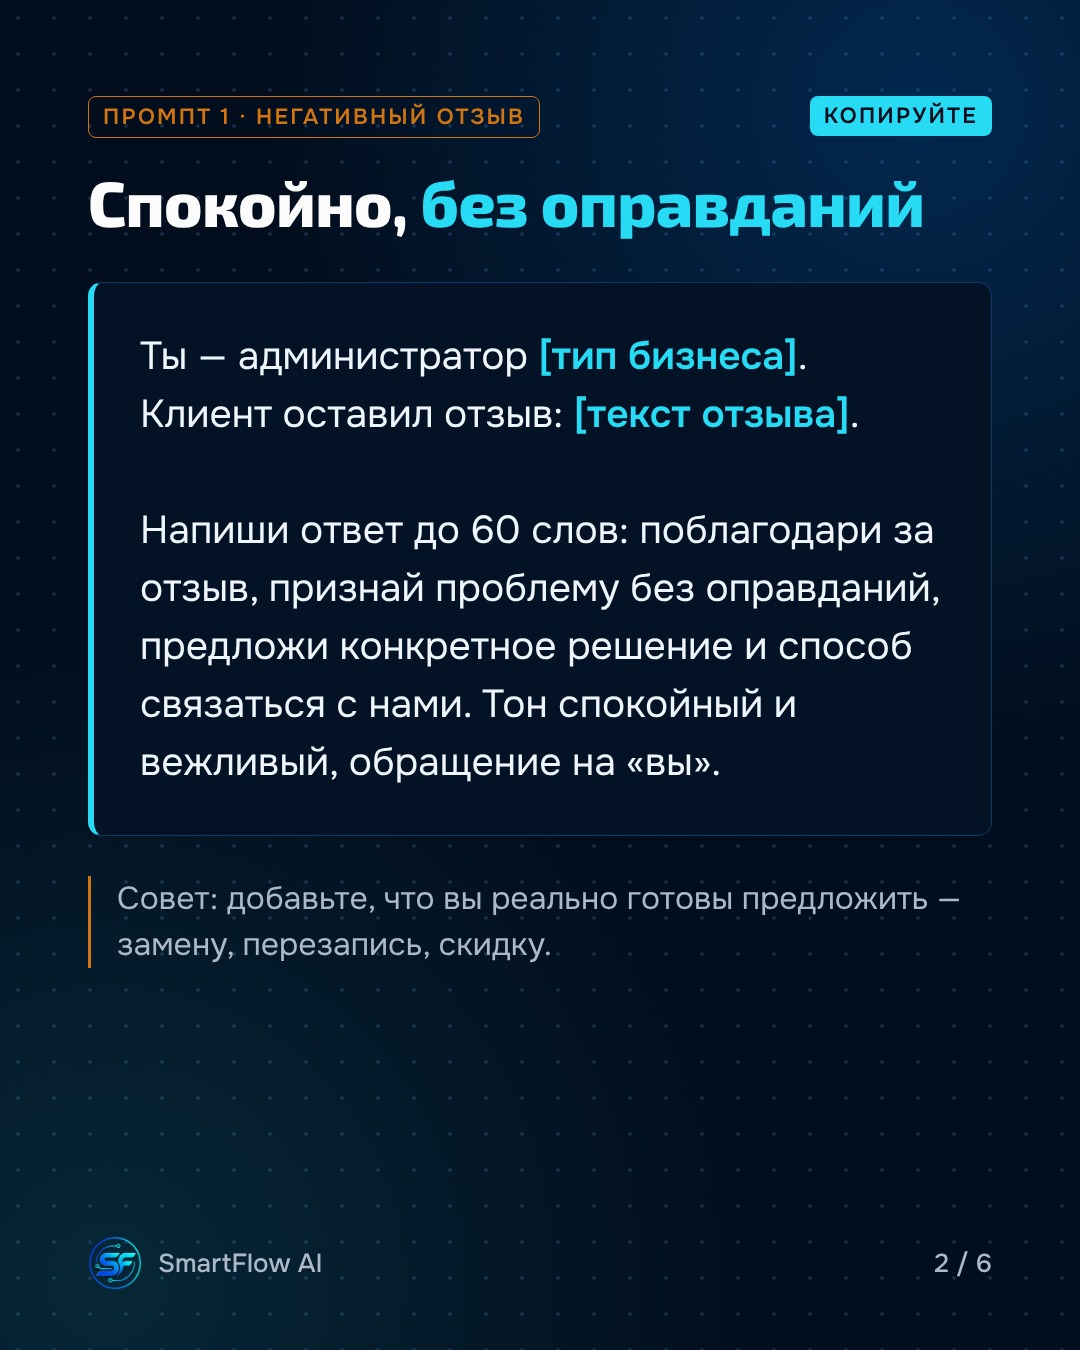 ПРОМПТ 1 · НЕГАТИВНЫЙ ОТЗЫВ
КОПИРУЙТЕ
Спокойно, без оправданий
Ты — администратор [тип бизнеса].
Клиент оставил отзыв: [текст отзыва].
Напиши ответ до 60 слов: поблагодари за
отзыв, признай проблему без оправданий,
предложи конкретное решение и способ
связаться с нами. Тон спокойный и
вежливый, обращение на «вы».
Совет: добавьте, что вы реально готовы предложить —
замену, перезапись, скидку.
SF
SmartFlow AI
2 / 6